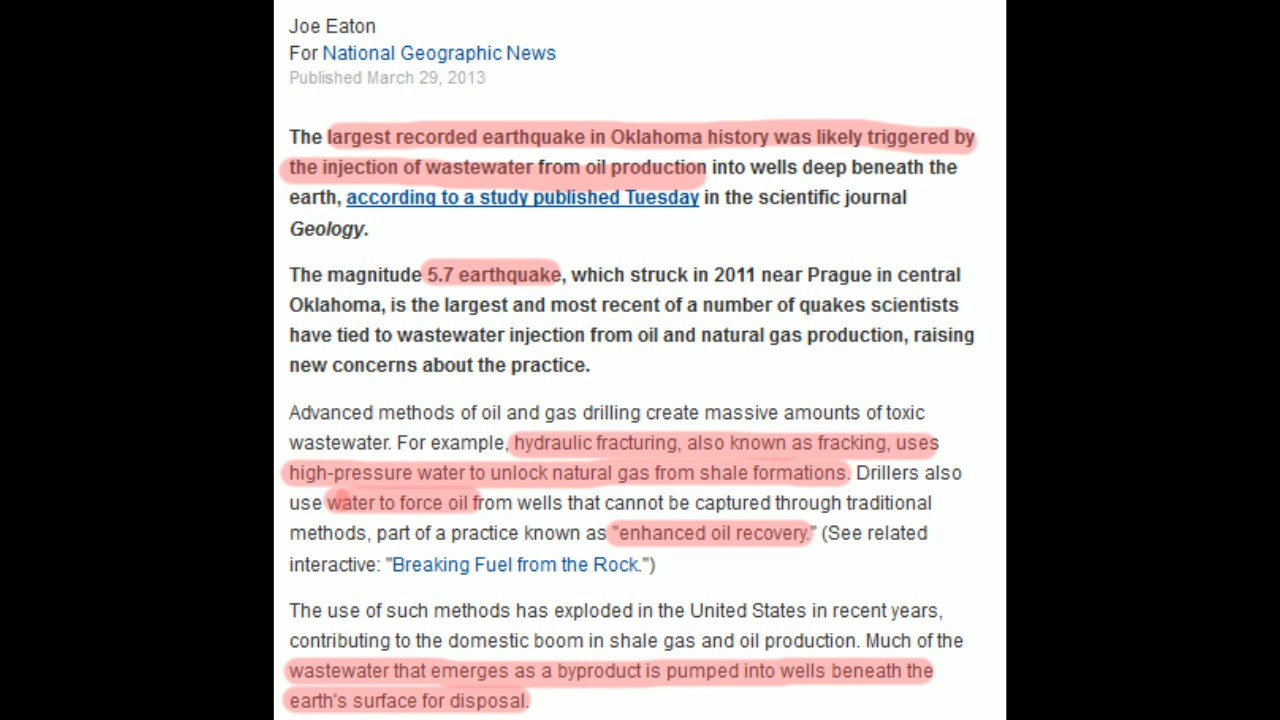 Joe Eaton
For National Geographic News
Published March 29, 2013
The largest recorded earthquake in Oklahoma history was likely triggered by
the injection of wastewater from oil production into wells deep beneath the
earth, according to a study published Tuesday in the scientific journal
Geology.
The magnitude 5.7 earthquake, which struck in 2011 near Prague in central
Oklahoma, is the largest and most recent of a number of quakes scientists
have tied to wastewater injection from oil and natural gas production, raising
new concerns about the practice.
Advanced methods of oil and gas drilling create massive amounts of toxic
wastewater. For example, hydraulic fracturing, also known as fracking, uses
high-pressure water to unlock natural gas from shale formations. Drillers also
use water to force oil from wells that cannot be captured through traditional
methods, part of a practice known as "enhanced oil recovery." (See related
interactive: "Breaking Fuel from the Rock.")
The use of such methods has exploded in the United States in recent years,
contributing to the domestic boom in shale gas and oil production. Much of the
wastewater that emerges as a byproduct is pumped into wells beneath the
earth's surface for disposal.